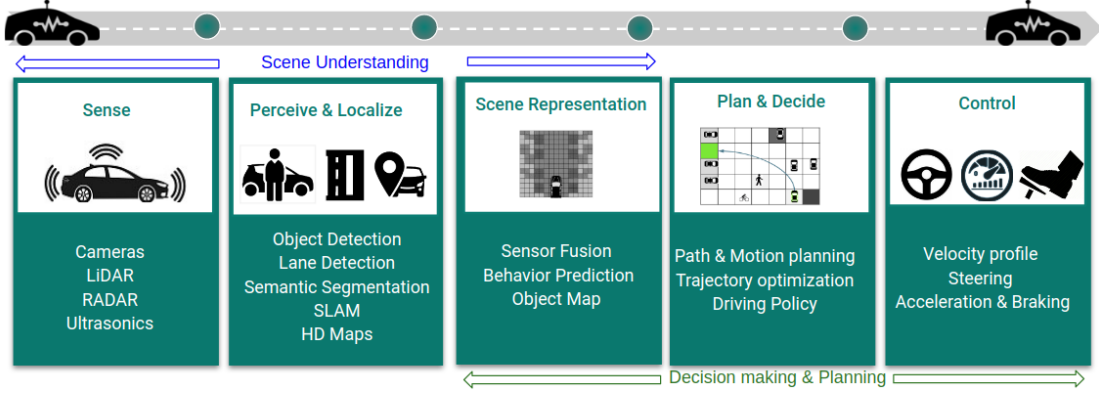 Scene Understanding
Sense
Cameras
LiDAR
RADAR
Ultrasonics
Perceive & Localize
Object Detection
Lane Detection
Semantic Segmentation
SLAM
HD Maps
Scene Representation
Sensor Fusion
Behavior Prediction
Object Map
Plan & Decide
Path & Motion planning
Trajectory optimization
Driving Policy
Control
Velocity profile
Steering
Acceleration & Braking
Decision making & Planning